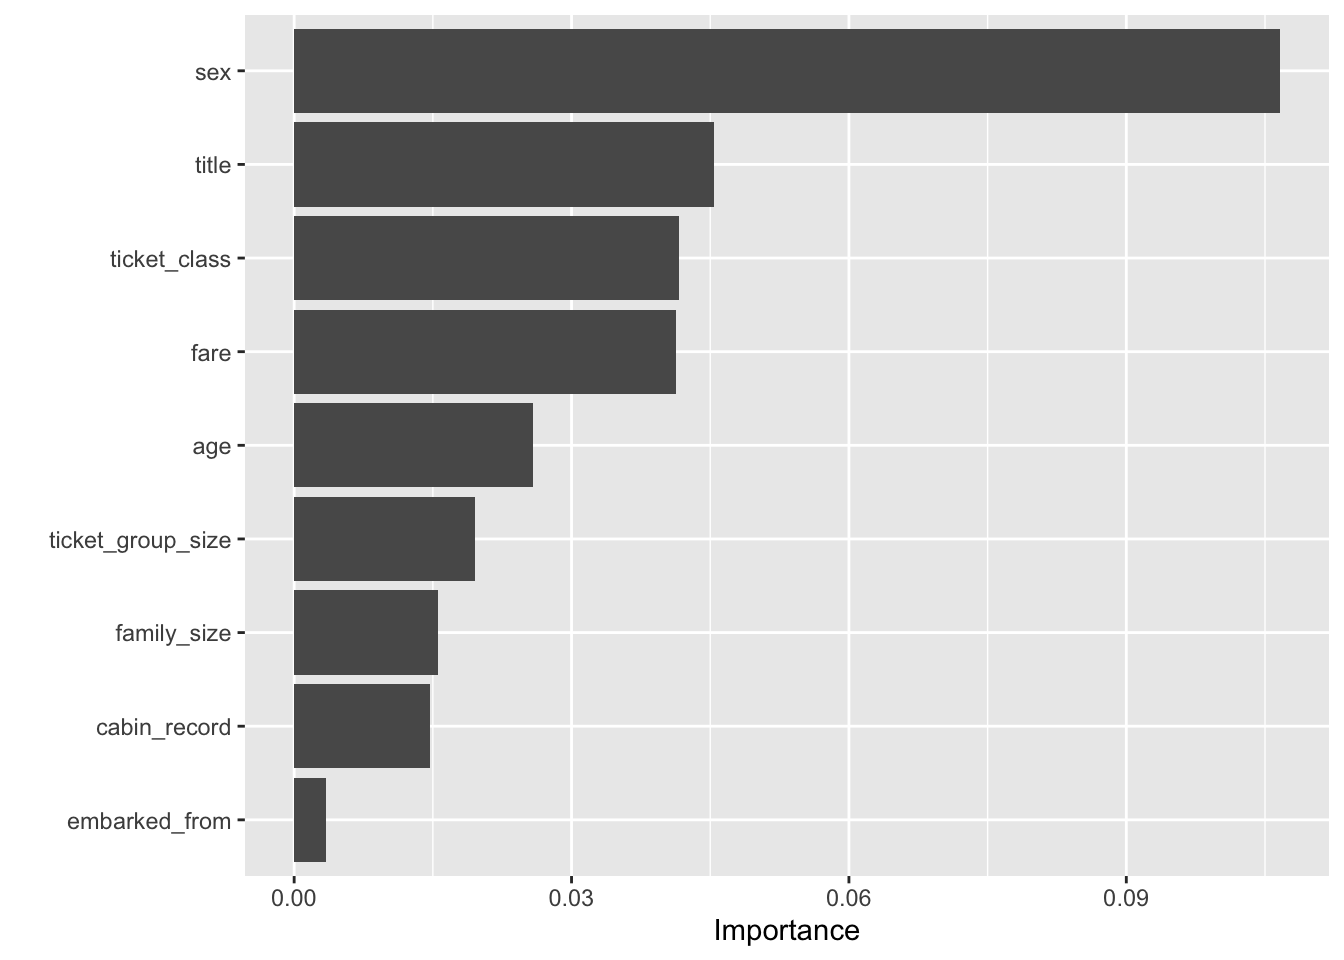 sex
title
ticket_class
fare
age
ticket_group_size
family_size
cabin_record
embarked_from
0.00 0.03 0.06 0.09
Importance